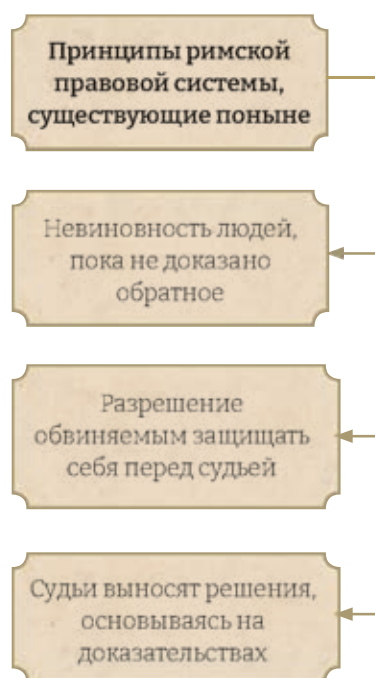 Принципы римской
правовой системы,
существующие поныне
Невиновность людей,
пока не доказано
обратное
Разрешение
обвиняемым защищать
себя перед судьей
Судьи выносят решения,
основываясь на
доказательствах